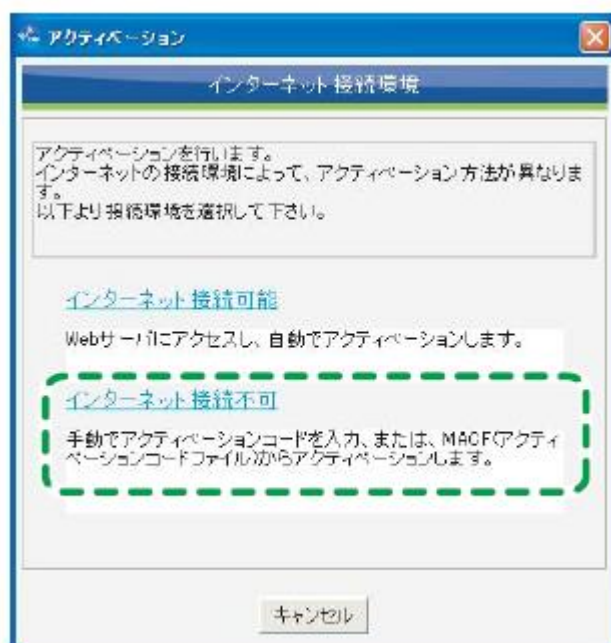 アクティベーション
インターネット接続環境
アクティベーションを行います。
インターネットの接続環境によって、アクティベーション方法が異なりま
す。
以下より接続環境を選択して下さい。
インターネット接続可能
Webサーバにアクセスし、自動でアクティベーションします。
インターネット接続不可
手動でアクティベーションコードを入力、または、MACF(アクティ
ベーションコードファイル)からアクティベーションします。
キャンセル